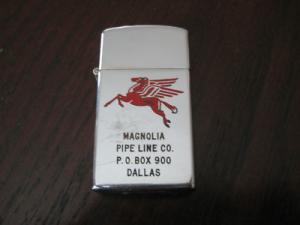 MAGNOLIA
PIPE LINE CO.
P.O. BOX 900
DALLAS